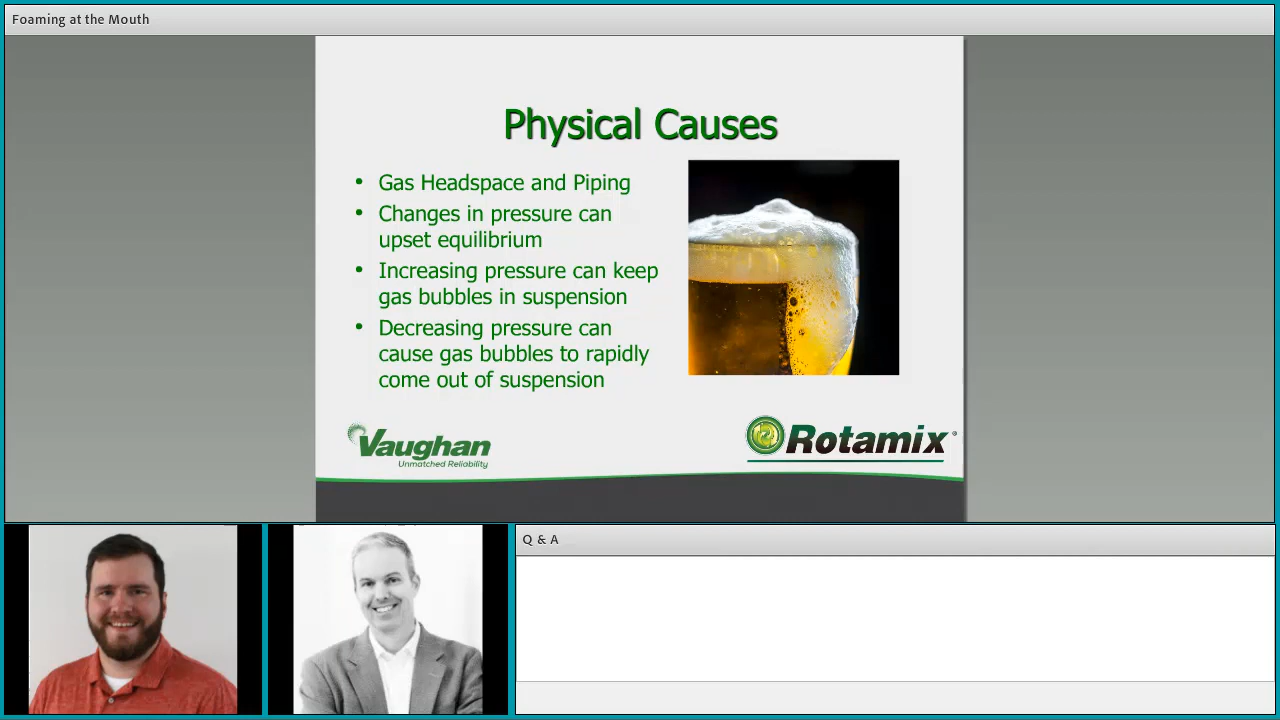 Foaming at the Mouth
Physical Causes
• Gas Headspace and Piping
• Changes in pressure can
upset equilibrium
• Increasing pressure can keep
gas bubbles in suspension
• Decreasing pressure can
cause gas bubbles to rapidly
come out of suspension
Vaughan
Unmatched Reliability
Rotamix®
Q & A